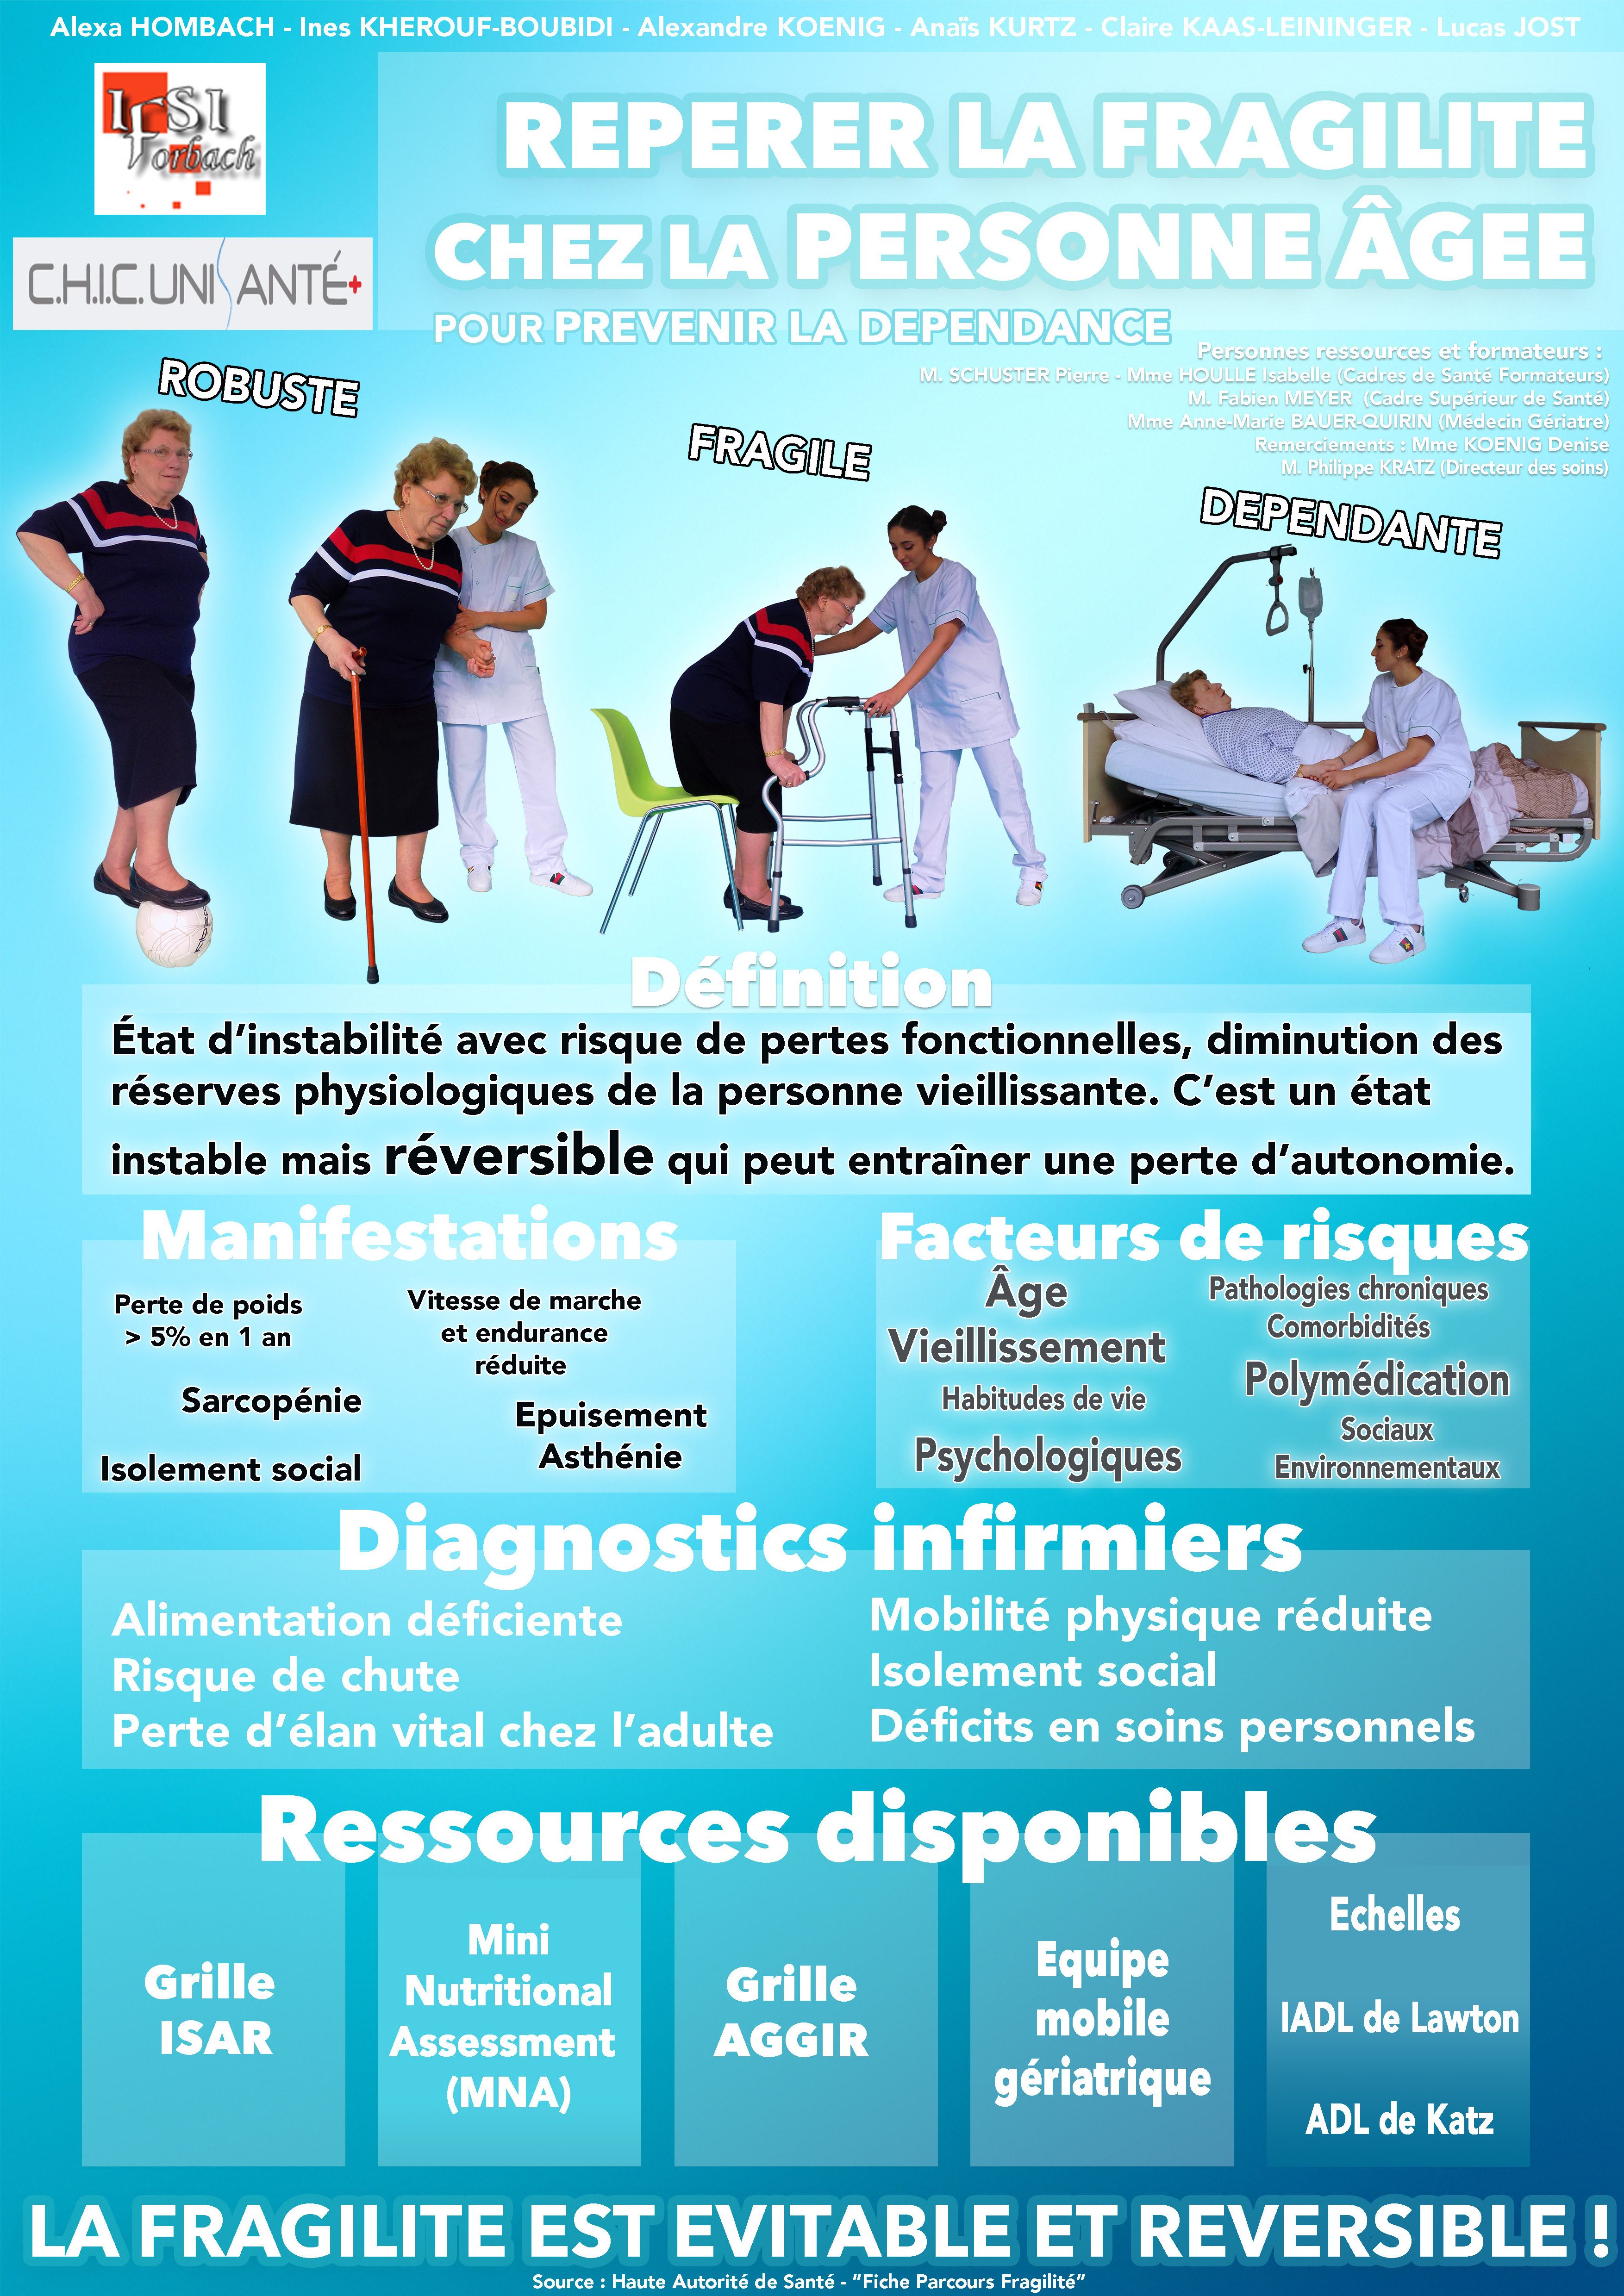 Alexa HOMBACH - Ines KHEROUF-BOUBIDI - Alexandre KOENIG - Anaïs KURTZ - Claire KAAS-LEININGER - Lucas JOST
IFSI
Forbach
C.H.I.C. UNISANTÉ+
REPERER LA FRAGILITE
CHEZ LA PERSONNE ÂGEE
POUR PREVENIR LA DEPENDANCE
Personnes ressources et formateurs :
M. SCHUSTER Pierre - Mme HOULLE Isabelle (Cadres de Santé Formateurs)
M. Fabien MEYER (Cadre Supérieur de Santé)
Mme Anne-Marie BAUER-QUIRIN (Médecin Gériatre)
Remerciements : Mme KOENIG Denise
M. Philippe KRATZ (Directeur des soins)
ROBUSTE
FRAGILE
DEPENDANTE
Définition
État d’instabilité avec risque de pertes fonctionnelles, diminution des
réserves physiologiques de la personne vieillissante. C’est un état
instable mais réversible qui peut entraîner une perte d’autonomie.
Manifestations
Perte de poids
> 5% en 1 an
Vitesse de marche
et endurance
réduite
Sarcopénie
Epuisement
Asthénie
Isolement social
Facteurs de risques
Âge
Vieillissement
Habitudes de vie
Psychologiques
Pathologies chroniques
Comorbidités
Polymédication
Sociaux
Environnementaux
Diagnostics infirmiers
Alimentation déficiente
Risque de chute
Perte d’élan vital chez l’adulte
Mobilité physique réduite
Isolement social
Déficits en soins personnels
Ressources disponibles
Grille
ISAR
Mini
Nutritional
Assessment
(MNA)
Grille
AGGIR
Equipe
mobile
gériatrique
Echelles
IADL de Lawton
ADL de Katz
LA FRAGILITE EST EVITABLE ET REVERSIBLE !
Source : Haute Autorité de Santé - “Fiche Parcours Fragilité”